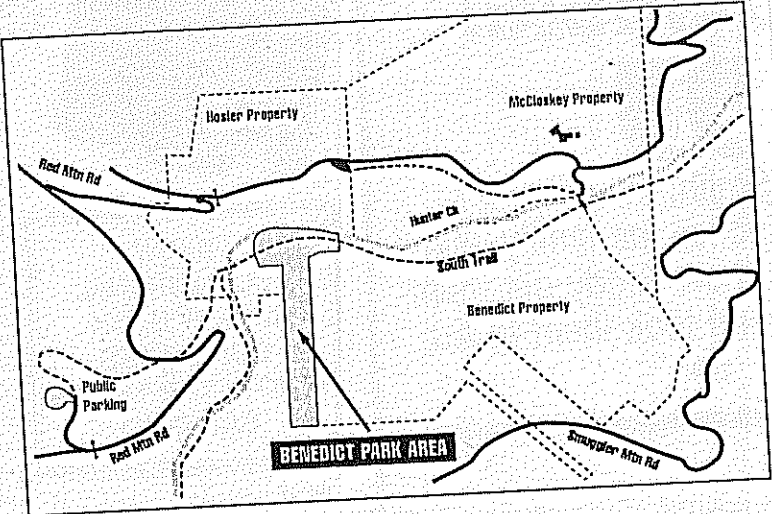 Hosler Property
McCloskey Property
Red Mtn Rd
Hunter Ck
South Trail
Benedict Property
Public
Parking
Red Mtn Rd
BENEDICT PARK AREA
Smuggler Mtn Rd